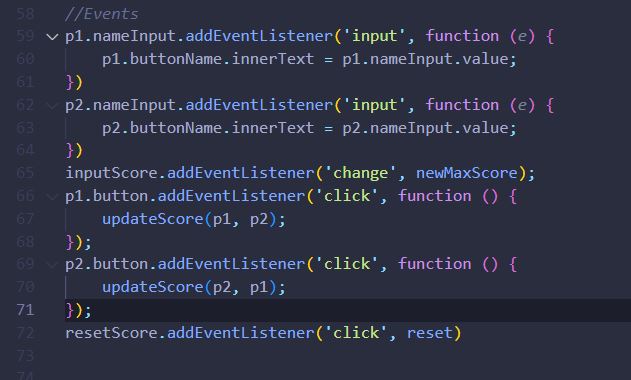 58 //Events
59 p1.nameInput.addEventListener('input', function (e) {
60 p1.buttonName.innerText = p1.nameInput.value;
61 })
62 p2.nameInput.addEventListener('input', function (e) {
63 p2.buttonName.innerText = p2.nameInput.value;
64 })
65 inputScore.addEventListener('change', newMaxScore);
66 p1.button.addEventListener('click', function () {
67 updateScore(p1, p2);
68 });
69 p2.button.addEventListener('click', function () {
70 updateScore(p2, p1);
71 });
72 resetScore.addEventListener('click', reset)
73
74